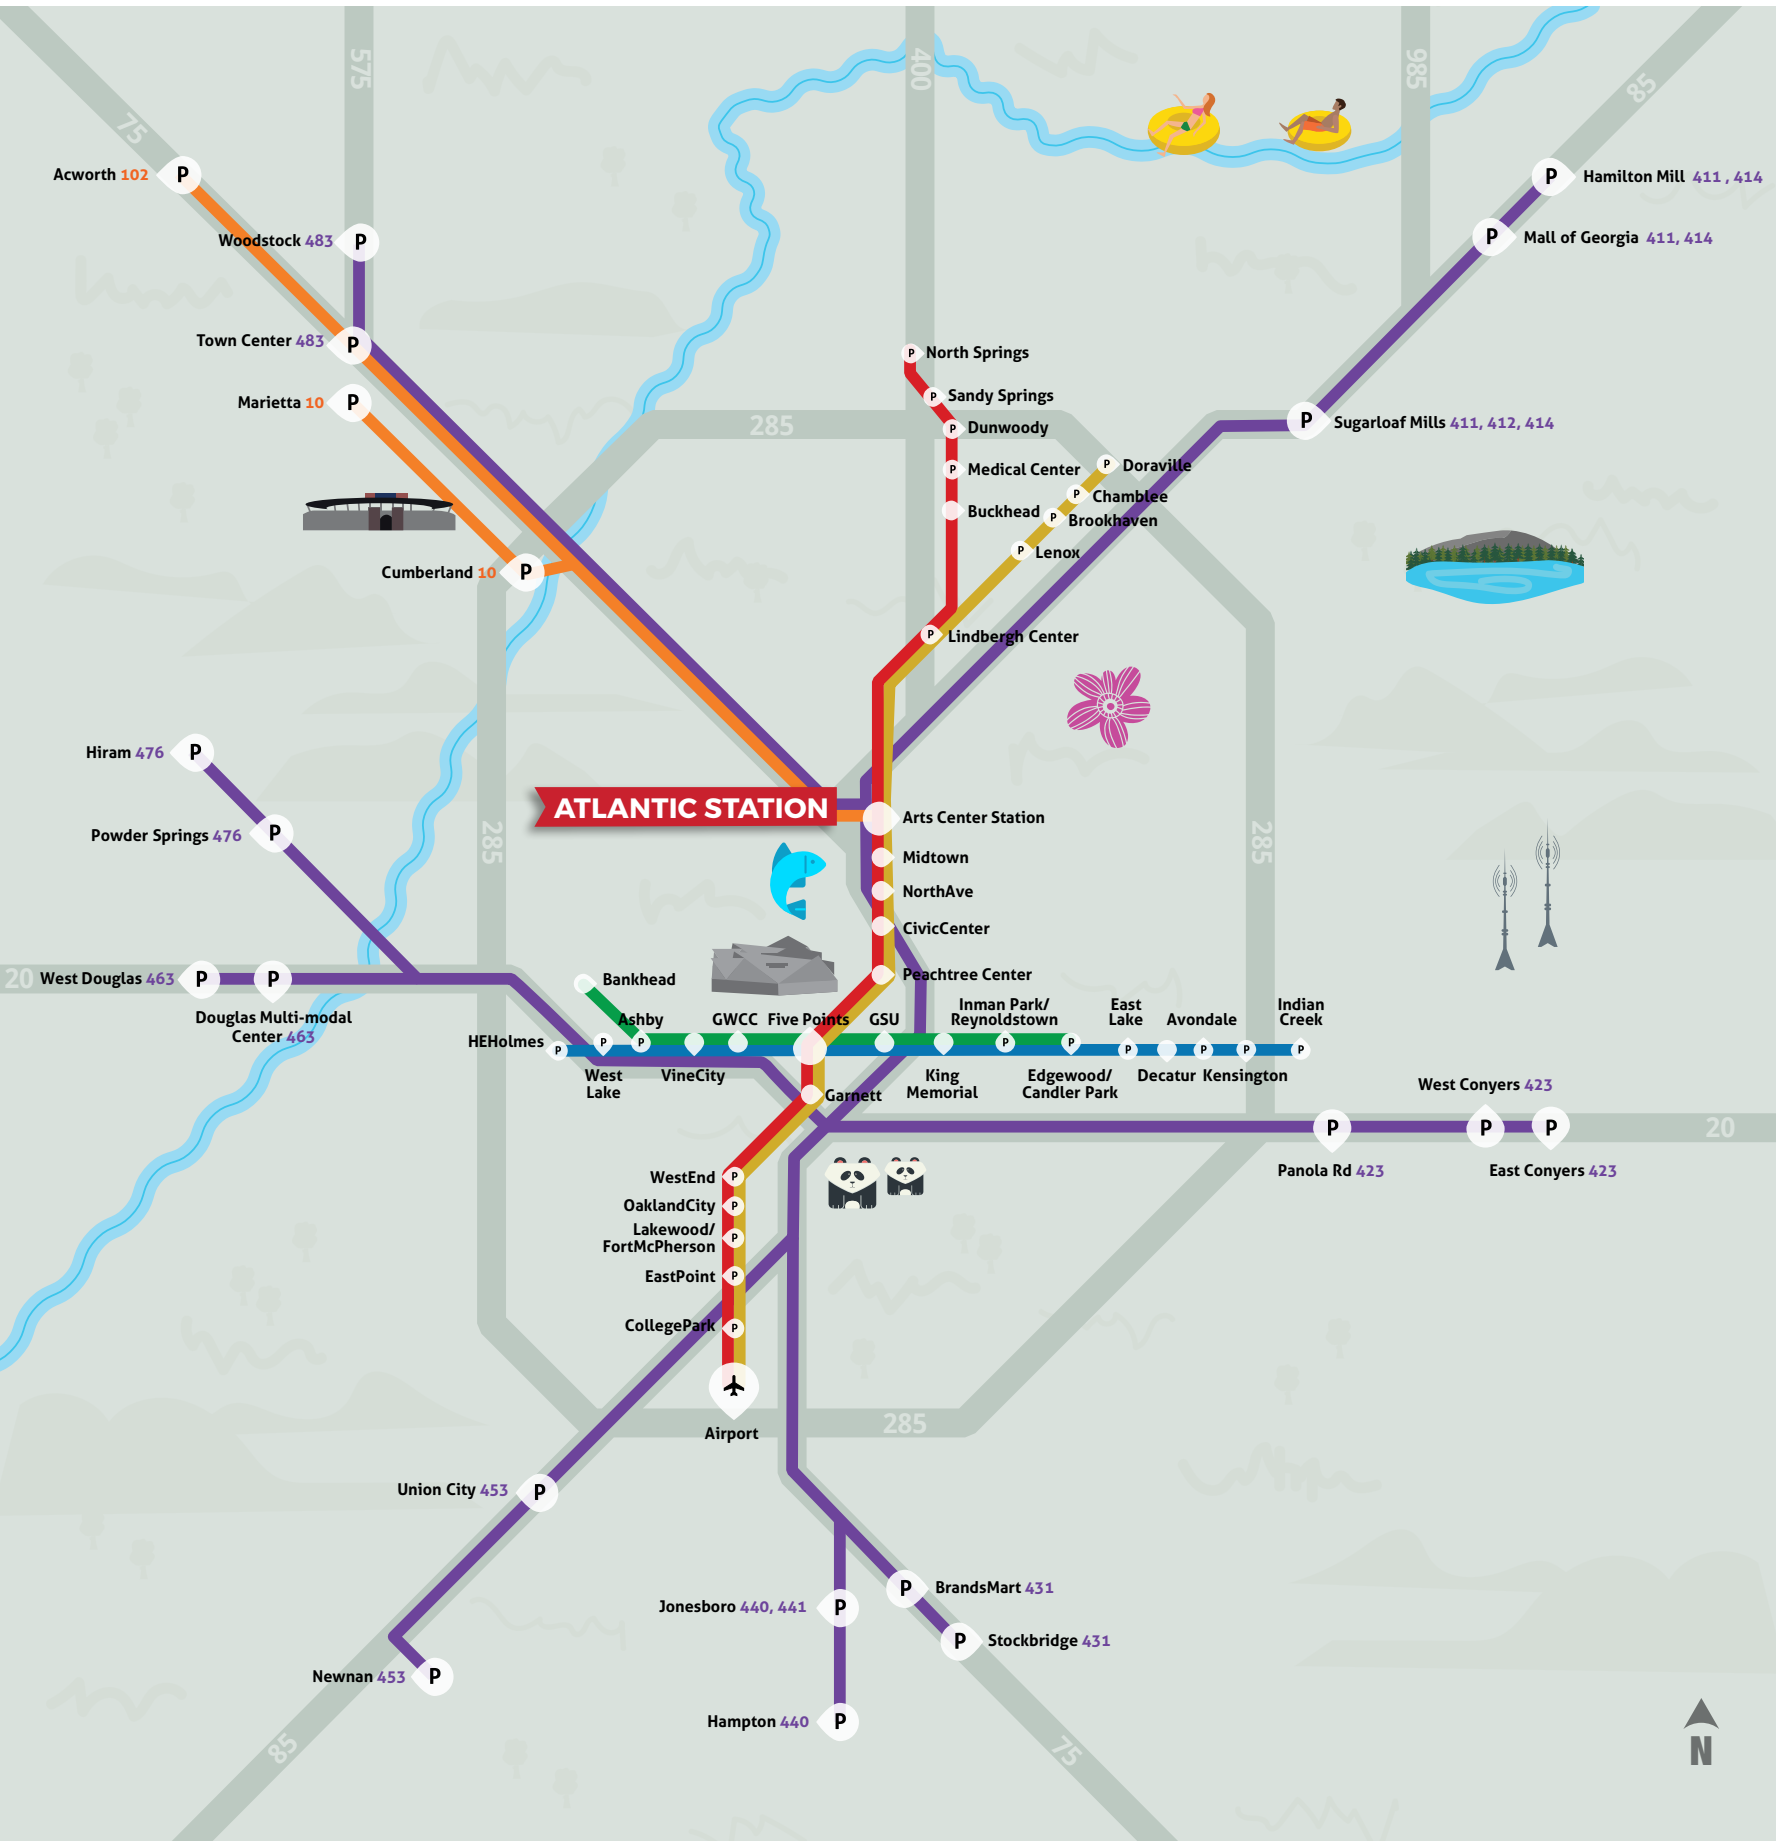 575
400
985
85
75
Acworth 102
P
P
Hamilton Mill 411 , 414
Woodstock 483
P
P
Mall of Georgia 411, 414
Town Center 483
P
P
North Springs
P
Sandy Springs
Marietta 10
P
285
P
Dunwoody
P
Sugarloaf Mills 411, 412, 414
P
Medical Center
P
Doraville
P
Chamblee
Buckhead
P
Brookhaven
P
Lenox
Cumberland 10
P
P
Lindbergh Center
Hiram 476
P
ATLANTIC STATION
Arts Center Station
Powder Springs 476
P
285
285
Midtown
NorthAve
CivicCenter
20
West Douglas 463
P
P
Bankhead
Peachtree Center
Douglas Multi-modal
Center 463
Ashby
GWCC
Five Points
GSU
Inman Park/
Reynoldstown
East
Lake
Avondale
Indian
Creek
HEHolmes
P
P
P
P
P
P
P
P
P
West
Lake
VineCity
King
Memorial
Edgewood/
Candler Park
Decatur
Kensington
Garnett
West Conyers 423
P
P
P
20
Panola Rd 423
East Conyers 423
WestEnd
P
OaklandCity
P
Lakewood/
FortMcPherson
P
EastPoint
P
CollegePark
P
Airport
285
Union City 453
P
Jonesboro 440, 441
P
P
BrandsMart 431
P
Stockbridge 431
Newnan 453
P
Hampton 440
P
85
75
N